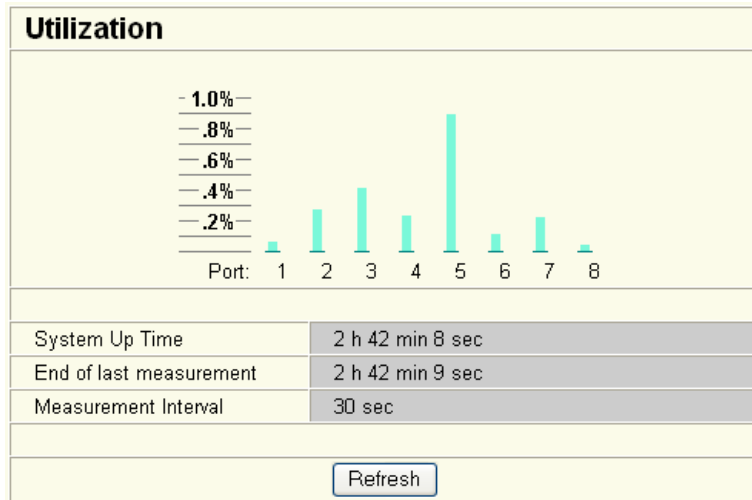 Utilization
1.0%
.8%
.6%
.4%
.2%
Port: 1 2 3 4 5 6 7 8
System Up Time 2 h 42 min 8 sec
End of last measurement 2 h 42 min 9 sec
Measurement Interval 30 sec
Refresh